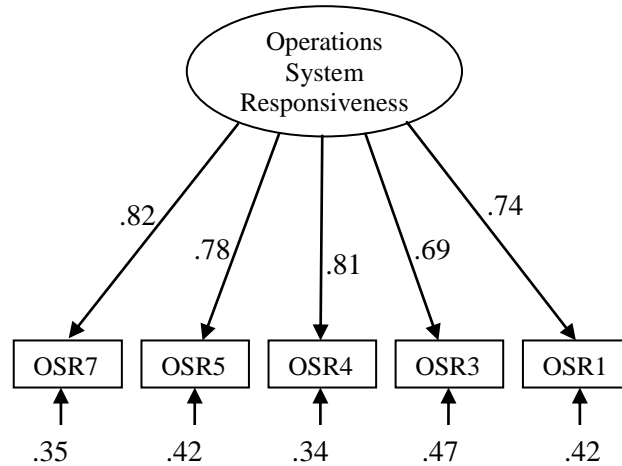 Operations
System
Responsiveness
.82
.78
.81
.69
.74
OSR7
OSR5
OSR4
OSR3
OSR1
.35
.42
.34
.47
.42